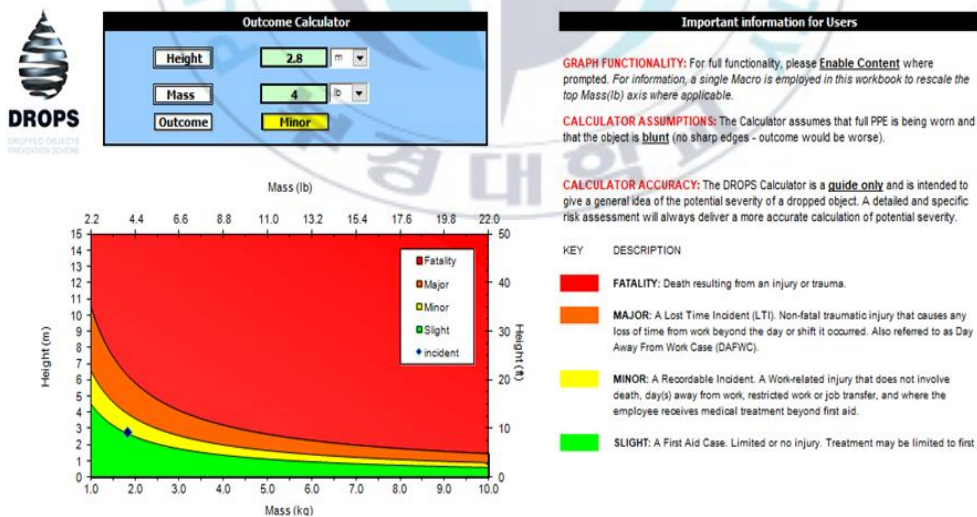 Outcome Calculator
Height 2.8 m
Mass 4 lb
Outcome Minor
DROPS
DROPPED OBJECTS
PREVENTION SCHEME
Important information for Users
GRAPH FUNCTIONALITY: For full functionality, please Enable Content where
prompted. For information, a single Macro is employed in this workbook to rescale the
top Mass(lb) axis where applicable.
CALCULATOR ASSUMPTIONS: The Calculator assumes that full PPE is being worn and
that the object is blunt (no sharp edges - outcome would be worse).
CALCULATOR ACCURACY: The DROPS Calculator is a guide only and is intended to
give a general idea of the potential severity of a dropped object. A detailed and specific
risk assessment will always deliver a more accurate calculation of potential severity.
KEY DESCRIPTION
FATALITY: Death resulting from an injury or trauma.
MAJOR: A Lost Time Incident (LTI). Non-fatal traumatic injury that causes any
loss of time from work beyond the day or shift it occurred. Also referred to as Day
Away From Work Case (DAFWC).
MINOR: A Recordable Incident. A Work-related injury that does not involve
death, day(s) away from work, restricted work or job transfer, and where the
employee receives medical treatment beyond first aid.
SLIGHT: A First Aid Case. Limited or no injury. Treatment may be limited to first
Mass (lb)
2.2 4.4 6.6 8.8 11.0 13.2 15.4 17.6 19.8 22.0
Height (m)
15
14
13
12
11
10
9
8
7
6
5
4
3
2
1
0
Fatality
Major
Minor
Slight
incident
50
40
30
20
10
0
Height (ft)
1.0 2.0 3.0 4.0 5.0 6.0 7.0 8.0 9.0 10.0
Mass (kg)
경대학교